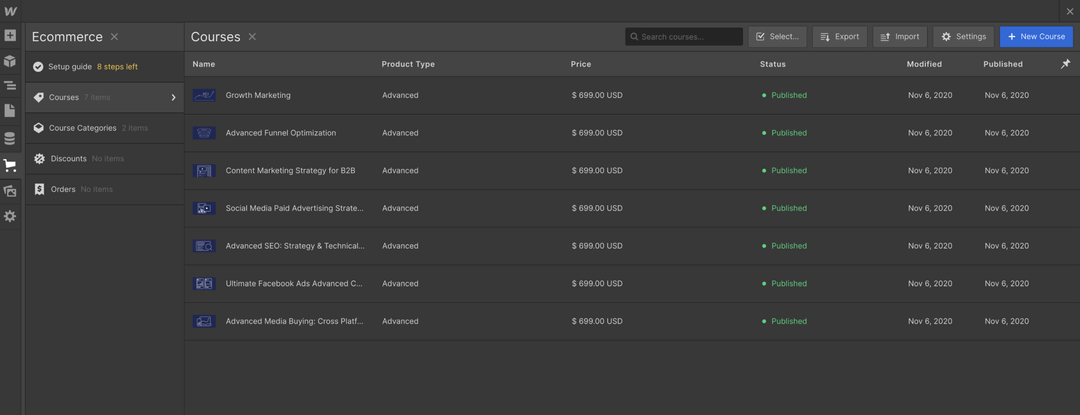 Ecommerce
Setup guide 8 steps left
Courses 7 items
Course Categories 2 items
Discounts No items
Orders No items
Courses
Search courses...
Select...
Export
Import
Settings
+ New Course
Name Product Type Price Status Modified Published
Growth Marketing Advanced $ 699.00 USD Published Nov 6, 2020 Nov 6, 2020
Advanced Funnel Optimization Advanced $ 699.00 USD Published Nov 6, 2020 Nov 6, 2020
Content Marketing Strategy for B2B Advanced $ 699.00 USD Published Nov 6, 2020 Nov 6, 2020
Social Media Paid Advertising Strate... Advanced $ 699.00 USD Published Nov 6, 2020 Nov 6, 2020
Advanced SEO: Strategy & Technical... Advanced $ 699.00 USD Published Nov 6, 2020 Nov 6, 2020
Ultimate Facebook Ads Advanced C... Advanced $ 699.00 USD Published Nov 6, 2020 Nov 6, 2020
Advanced Media Buying: Cross Platf... Advanced $ 699.00 USD Published Nov 6, 2020 Nov 6, 2020